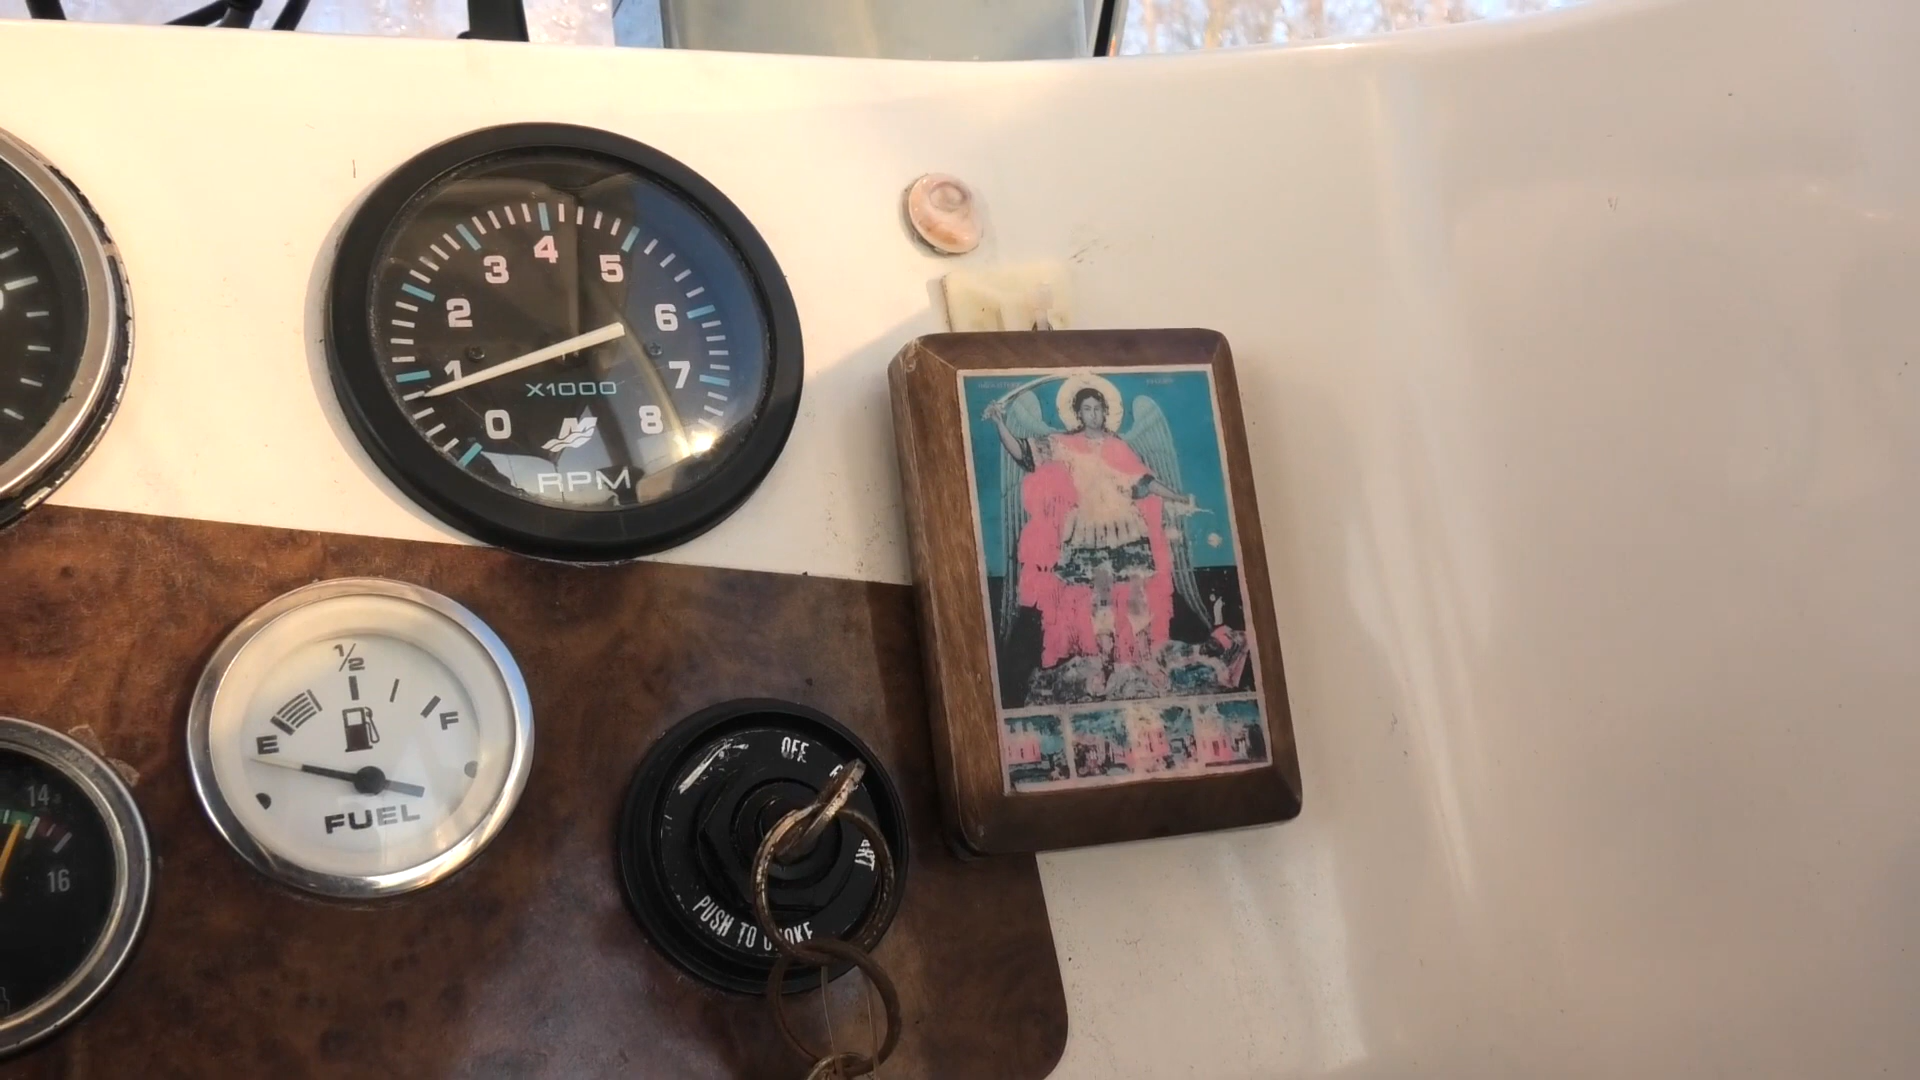 4
3 5
2 6
1 7
X1000
0 8
RPM
1/2
E F
FUEL
14
16
OFF
PUSH TO CHOKE